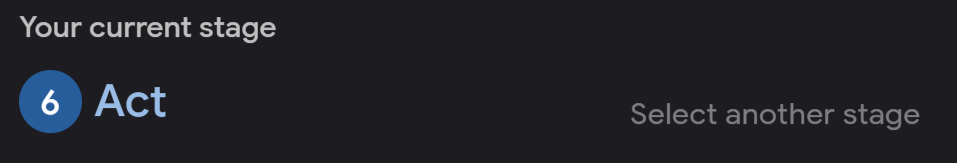 Your current stage
6 Act
Select another stage